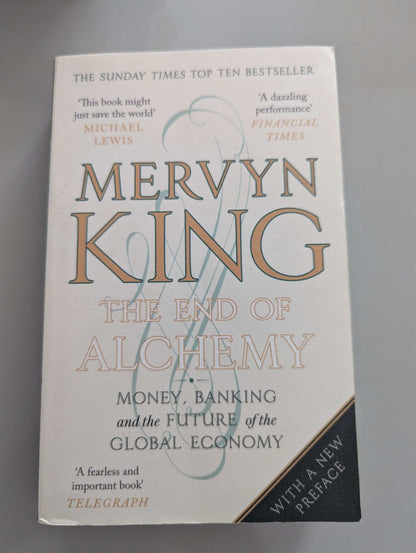 THE SUNDAY TIMES TOP TEN BESTSELLER
‘This book might
just save the world’
MICHAEL
LEWIS
‘A dazzling
performance’
FINANCIAL
TIMES
MERVYN
KING
THE END OF
ALCHEMY
MONEY, BANKING
and the FUTURE of the
GLOBAL ECONOMY
‘A fearless and
important book’
TELEGRAPH
WITH A NEW
PREFACE